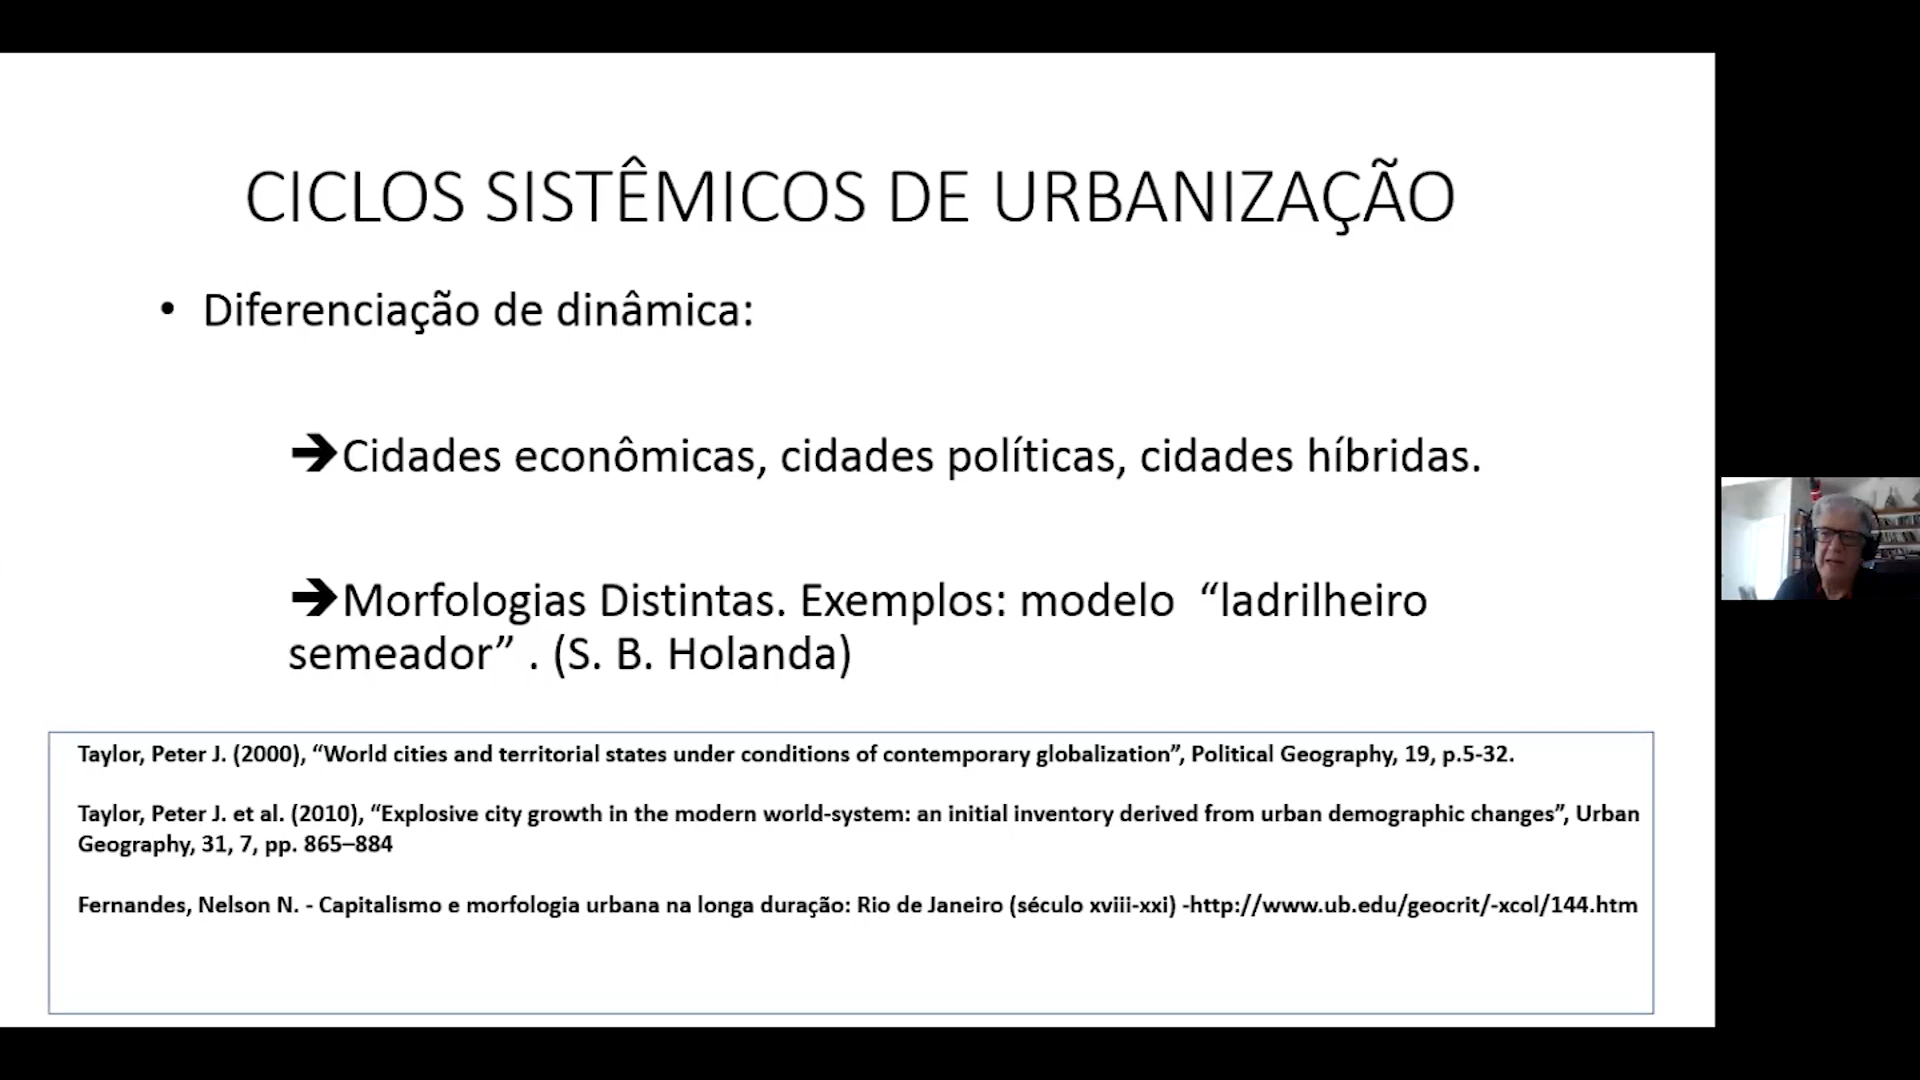 CICLOS SISTÊMICOS DE URBANIZAÇÃO
• Diferenciação de dinâmica:
➔Cidades econômicas, cidades políticas, cidades híbridas.
➔Morfologias Distintas. Exemplos: modelo “ladrilheiro
semeador” . (S. B. Holanda)
Taylor, Peter J. (2000), “World cities and territorial states under conditions of contemporary globalization”, Political Geography, 19, p.5-32.
Taylor, Peter J. et al. (2010), “Explosive city growth in the modern world-system: an initial inventory derived from urban demographic changes”, Urban
Geography, 31, 7, pp. 865–884
Fernandes, Nelson N. - Capitalismo e morfologia urbana na longa duração: Rio de Janeiro (século xviii-xxi) -http://www.ub.edu/geocrit/-xcol/144.htm